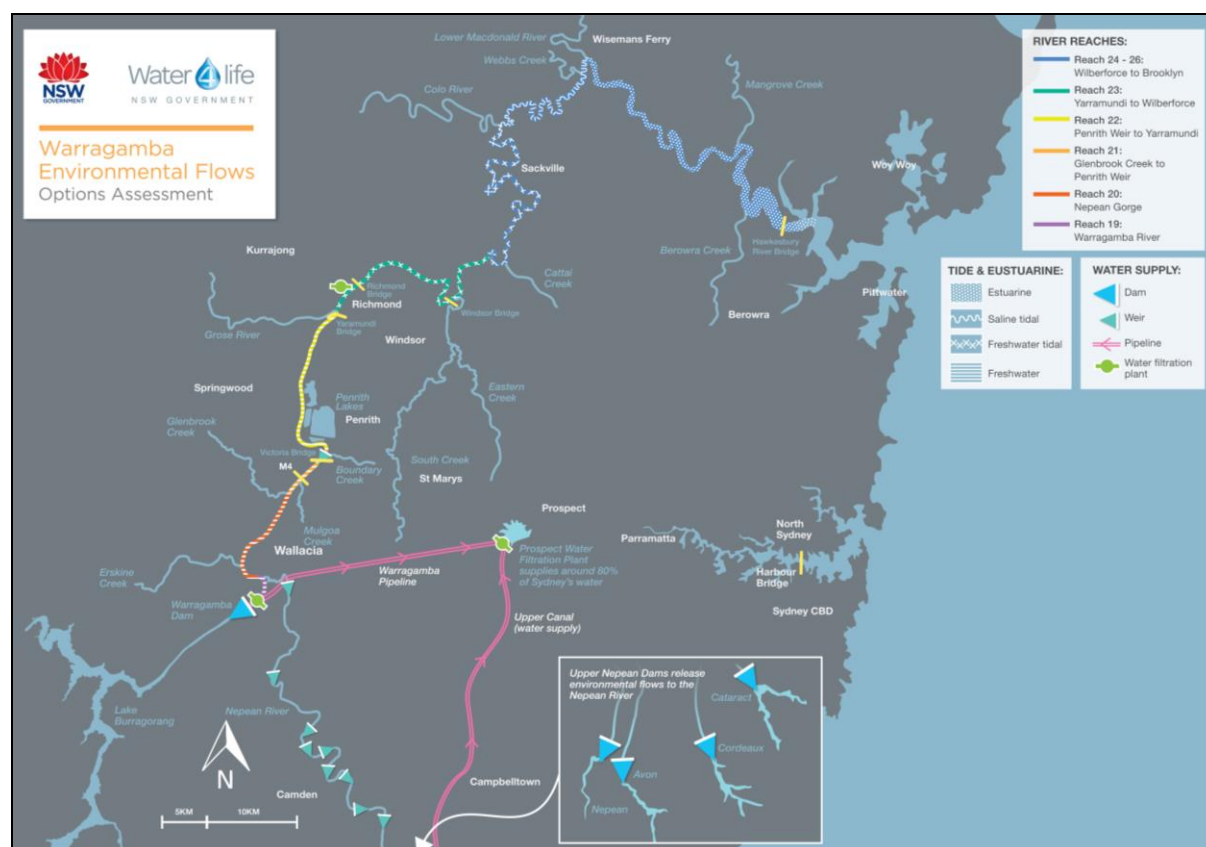 NSW
GOVERNMENT
Water 4 life
NSW GOVERNMENT
Warragamba
Environmental Flows
Options Assessment
Lower Macdonald River
Wisemans Ferry
Webbs Creek
Colo River
Mangrove Creek
Sackville
Woy Woy
Kurrajong
Berowra Creek
Hawkesbury
River Bridge
Cattai
Creek
Richmond
Bridge
Richmond
Yarramundi
Bridge
Windsor Bridge
Grose River
Windsor
Berowra
Pittwater
Springwood
Penrith
Lakes
Eastern
Creek
Glenbrook
Creek
Penrith
Victoria Bridge
M4
Boundary
Creek
South Creek
St Marys
Mulgoa
Creek
Prospect
Wallacia
Prospect Water
Filtration Plant
supplies around 80%
of Sydney's water
Parramatta
North
Sydney
Harbour
Bridge
Sydney CBD
Erskine
Creek
Warragamba
Pipeline
Warragamba
Dam
Upper Canal
(water supply)
Lake
Burragorang
Nepean River
N
5KM
10KM
Camden
Campbelltown
Upper Nepean Dams release
environmental flows to the
Nepean River
Cataract
Cordeaux
Avon
Nepean
RIVER REACHES:
Reach 24 - 26:
Wilberforce to Brooklyn
Reach 23:
Yarramundi to Wilberforce
Reach 22:
Penrith Weir to Yarramundi
Reach 21:
Glenbrook Creek to
Penrith Weir
Reach 20:
Nepean Gorge
Reach 19:
Warragamba River
TIDE & EUSTUARINE:
Estuarine
Saline tidal
Freshwater tidal
Freshwater
WATER SUPPLY:
Dam
Weir
Pipeline
Water filtration
plant